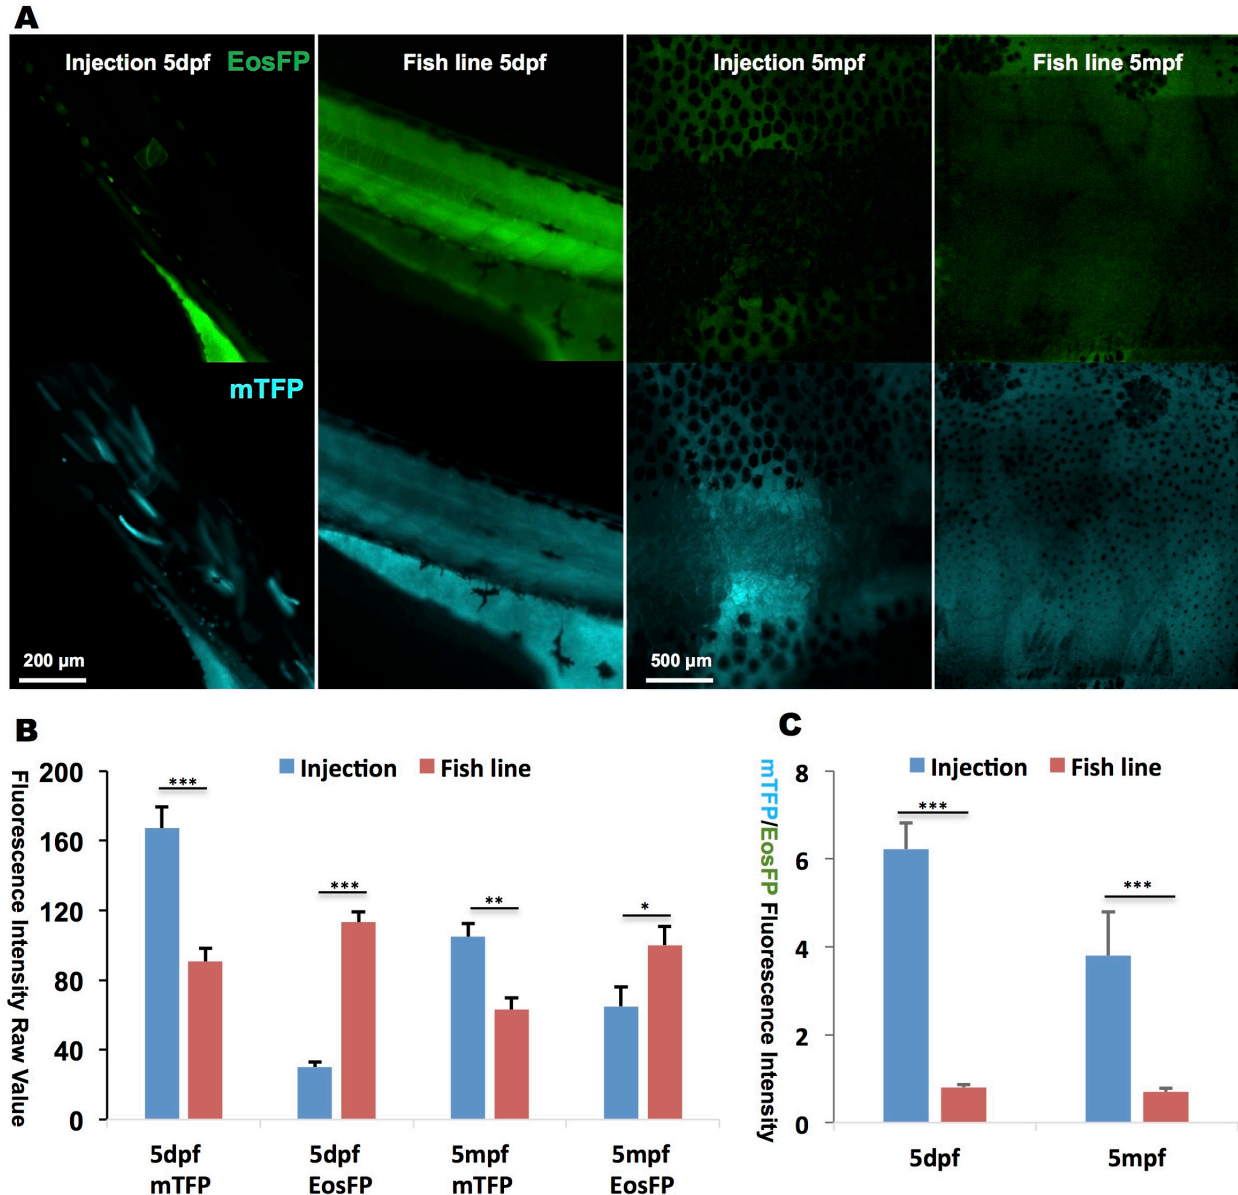 A
Injection 5dpf EosFP
Fish line 5dpf
Injection 5mpf
Fish line 5mpf
mTFP
200 µm
500 µm
B
Fluorescence Intensity Raw Value
Injection Fish line
200
160
120
80
40
0
***
***
**
*
5dpf mTFP
5dpf EosFP
5mpf mTFP
5mpf EosFP
C
mTFP/EosFP Fluorescence Intensity
Injection Fish line
8
6
4
2
0
***
***
5dpf
5mpf